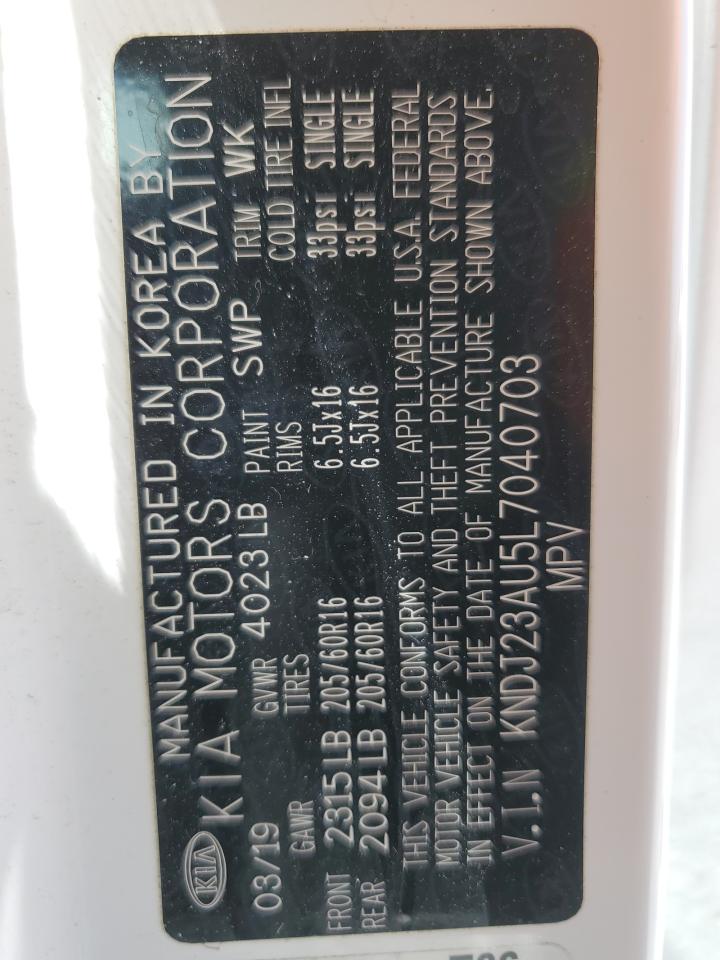 MANUFACTURED IN KOREA BY
KIA KIA MOTORS CORPORATION
03/19 GVWR 4023 LB PAINT SWP TRIM WK
GAWR TIRES RIMS COLD TIRE INFL
FRONT 2315 LB 205/60R16 6.5Jx16 33psi SINGLE
REAR 2094 LB 205/60R16 6.5Jx16 33psi SINGLE
THIS VEHICLE CONFORMS TO ALL APPLICABLE U.S.A. FEDERAL
MOTOR VEHICLE SAFETY AND THEFT PREVENTION STANDARDS
IN EFFECT ON THE DATE OF MANUFACTURE SHOWN ABOVE.
V.I.N KNDJ23AU5L7040703
MPV